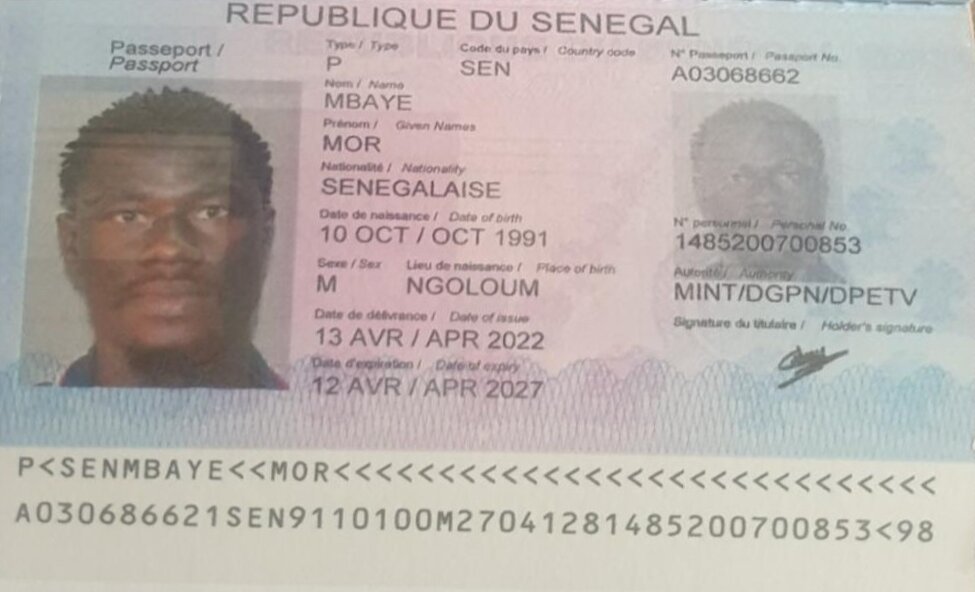 REPUBLIQUE DU SENEGAL
Passeport /
Passport
Type / Type
P
Code du pays / Country code
SEN
N° Passeport / Passport No.
A03068662
Nom / Name
MBAYE
Prénom / Given Names
MOR
Nationalité / Nationality
SENEGALAISE
Date de naissance / Date of birth
10 OCT / OCT 1991
N° personnel / Personal No.
1485200700853
Sexe / Sex
M
Lieu de naissance / Place of birth
NGOLOUM
Autorité / Authority
MINT/DGPN/DPETV
Date de délivrance / Date of issue
13 AVR / APR 2022
Signature du titulaire / Holder's signature
Date d'expiration / Date of expiry
12 AVR / APR 2027
P<SENMBAYE<<MOR<<<<<<<<<<<<<<<<<<<<<<<<<<<<<
A030686621SEN9110100M27041281485200700853<98